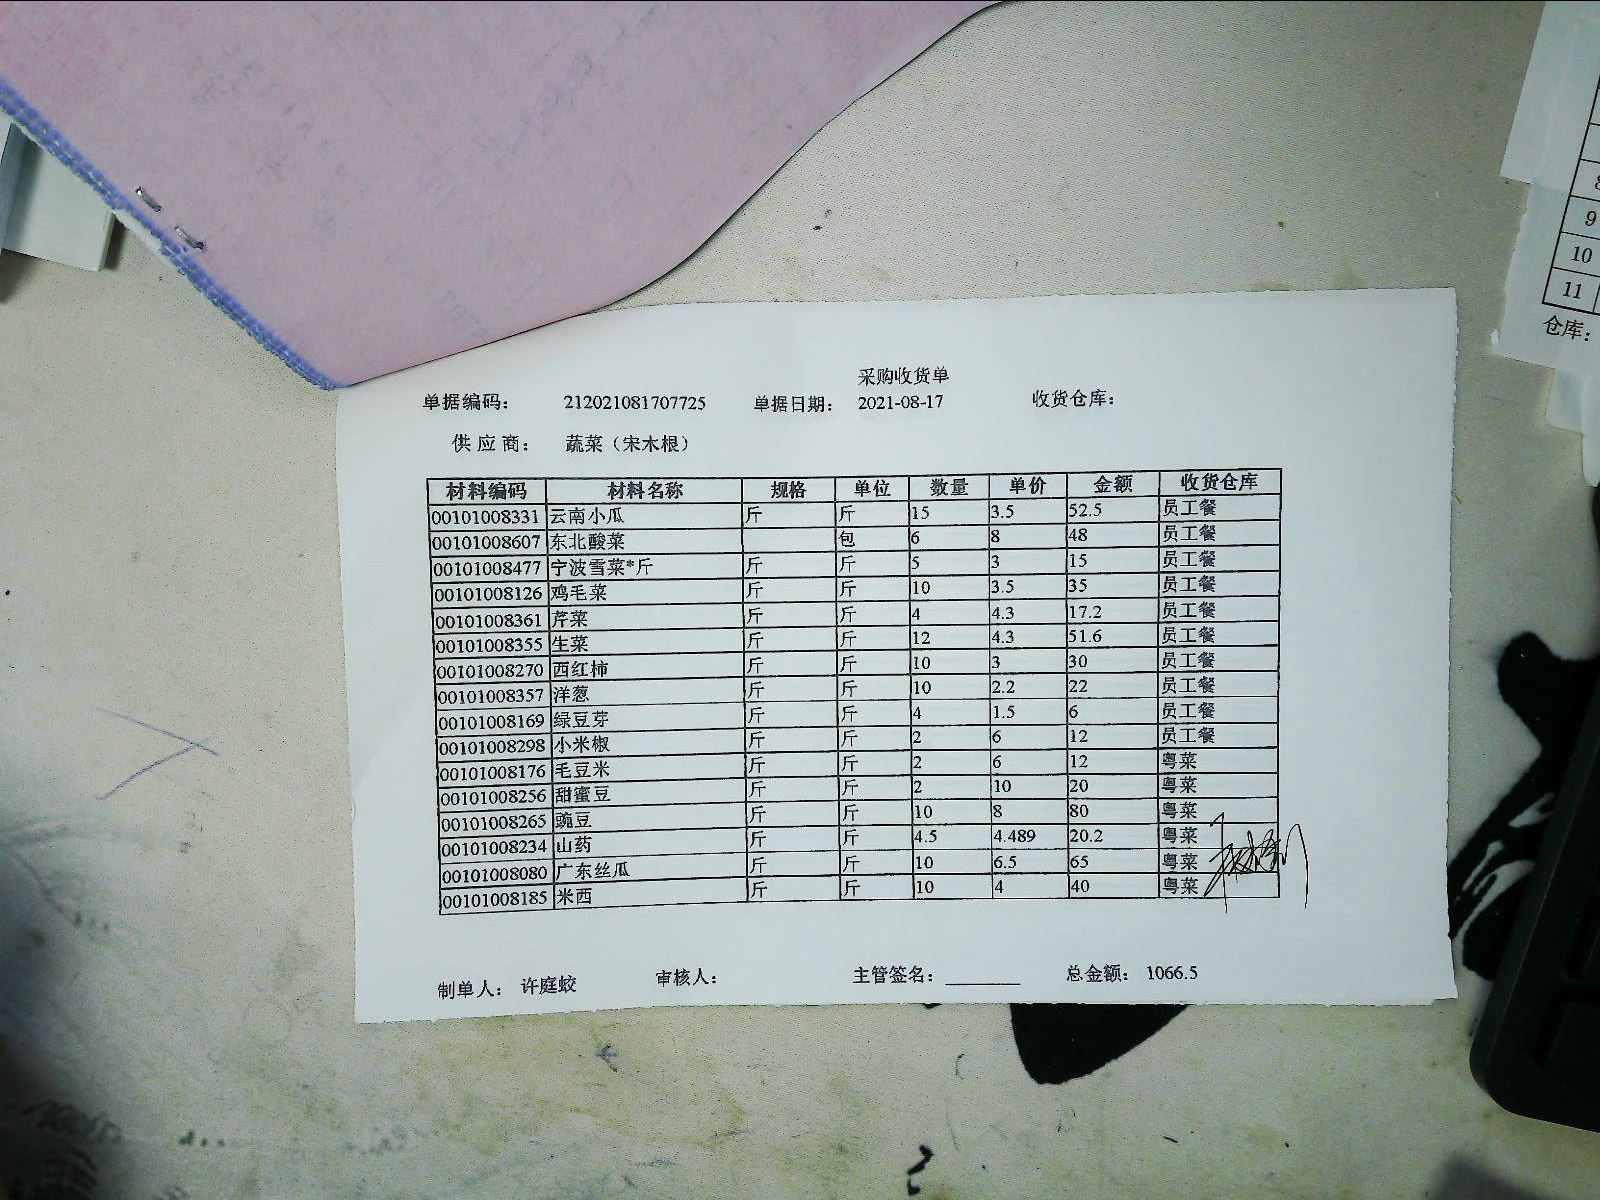 采购收货单
单据编码： 212021081707725 单据日期： 2021-08-17 收货仓库：
供应商： 蔬菜（宋木根）
材料编码 材料名称 规格 单位 数量 单价 金额 收货仓库
00101008331 云南小瓜 斤 斤 15 3.5 52.5 员工餐
00101008607 东北酸菜 包 6 8 48 员工餐
00101008477 宁波雪菜*斤 斤 斤 5 3 15 员工餐
00101008126 鸡毛菜 斤 斤 10 3.5 35 员工餐
00101008361 芹菜 斤 斤 4 4.3 17.2 员工餐
00101008355 生菜 斤 斤 12 4.3 51.6 员工餐
00101008270 西红柿 斤 斤 10 3 30 员工餐
00101008357 洋葱 斤 斤 10 2.2 22 员工餐
00101008169 绿豆芽 斤 斤 4 1.5 6 员工餐
00101008298 小米椒 斤 斤 2 6 12 员工餐
00101008176 毛豆米 斤 斤 2 6 12 粤菜
00101008256 甜蜜豆 斤 斤 2 10 20 粤菜
00101008265 豌豆 斤 斤 10 8 80 粤菜
00101008234 山药 斤 斤 4.5 4.489 20.2 粤菜
00101008080 广东丝瓜 斤 斤 10 6.5 65 粤菜
00101008185 米西 斤 斤 10 4 40 粤菜
制单人： 许庭蛟 审核人： 主管签名： 总金额： 1066.5
9
10
11
仓库：